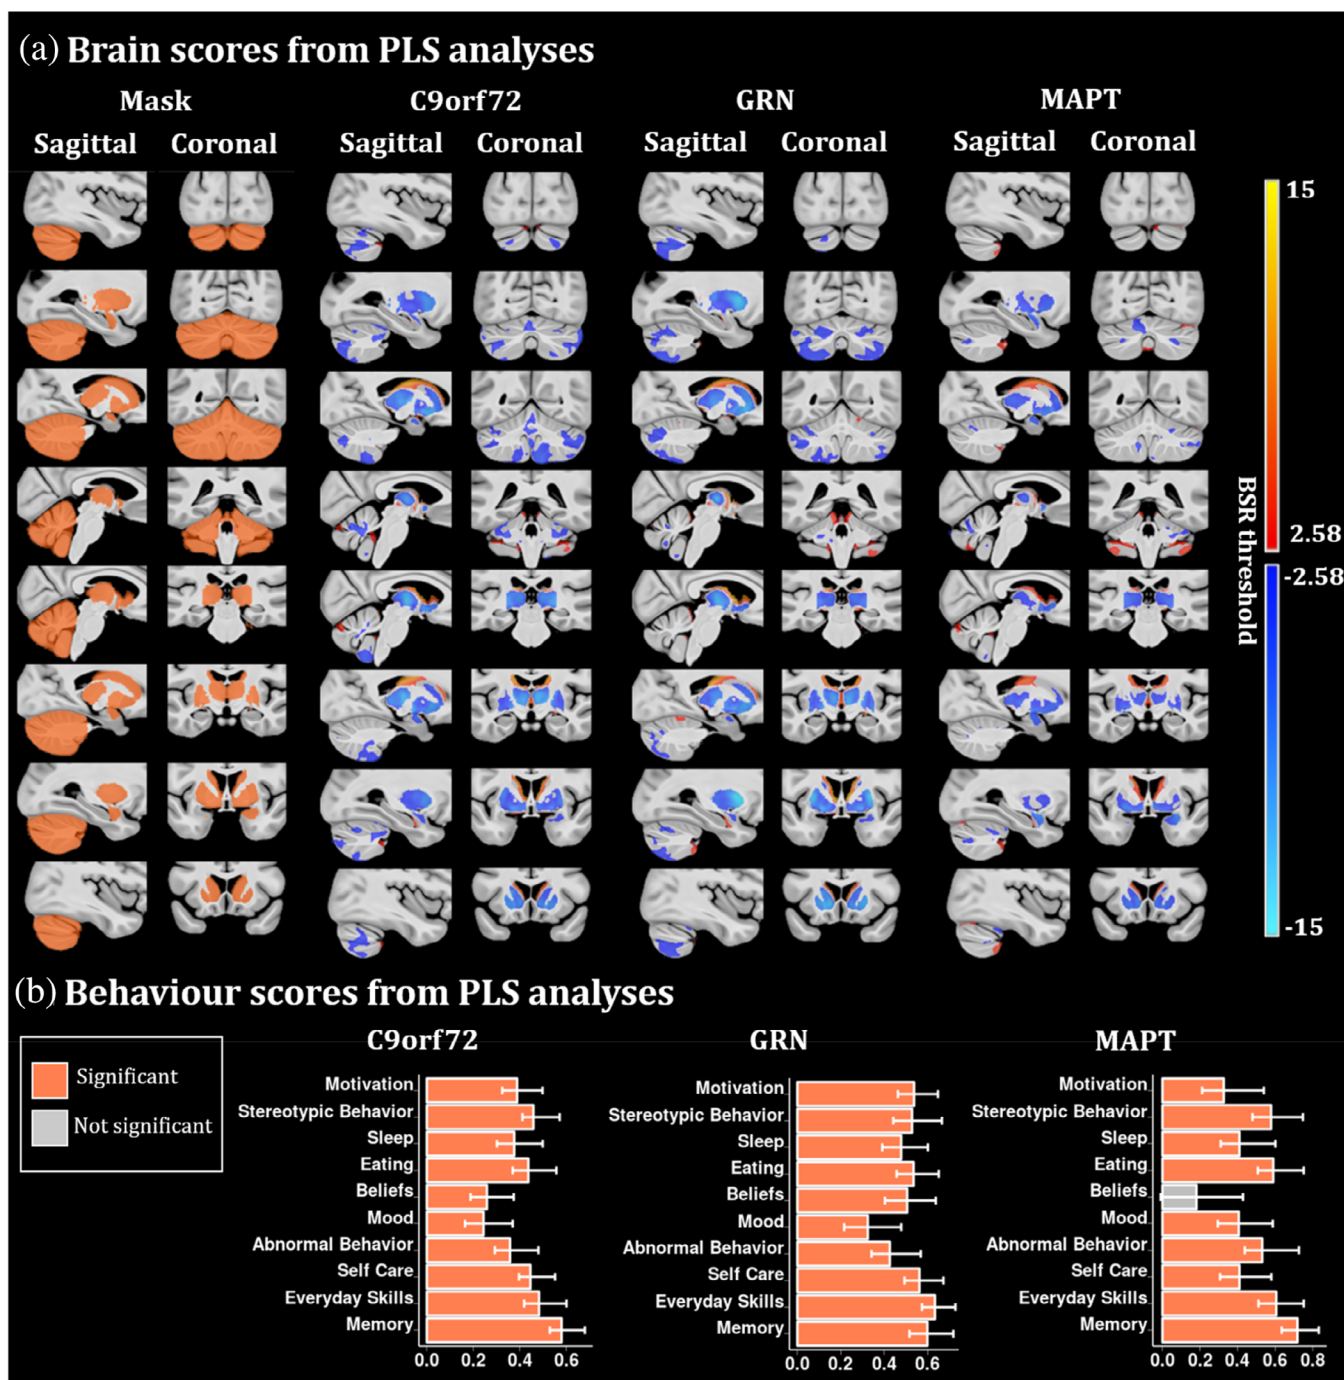 (a) Brain scores from PLS analyses
Mask C9orf72 GRN MAPT
Sagittal Coronal Sagittal Coronal Sagittal Coronal Sagittal Coronal
15
BSR threshold
2.58
-2.58
-15
(b) Behaviour scores from PLS analyses
Significant
Not significant
C9orf72
Motivation
Stereotypic Behavior
Sleep
Eating
Beliefs
Mood
Abnormal Behavior
Self Care
Everyday Skills
Memory
0.0 0.2 0.4 0.6
GRN
Motivation
Stereotypic Behavior
Sleep
Eating
Beliefs
Mood
Abnormal Behavior
Self Care
Everyday Skills
Memory
0.0 0.2 0.4 0.6
MAPT
Motivation
Stereotypic Behavior
Sleep
Eating
Beliefs
Mood
Abnormal Behavior
Self Care
Everyday Skills
Memory
0.0 0.2 0.4 0.6 0.8